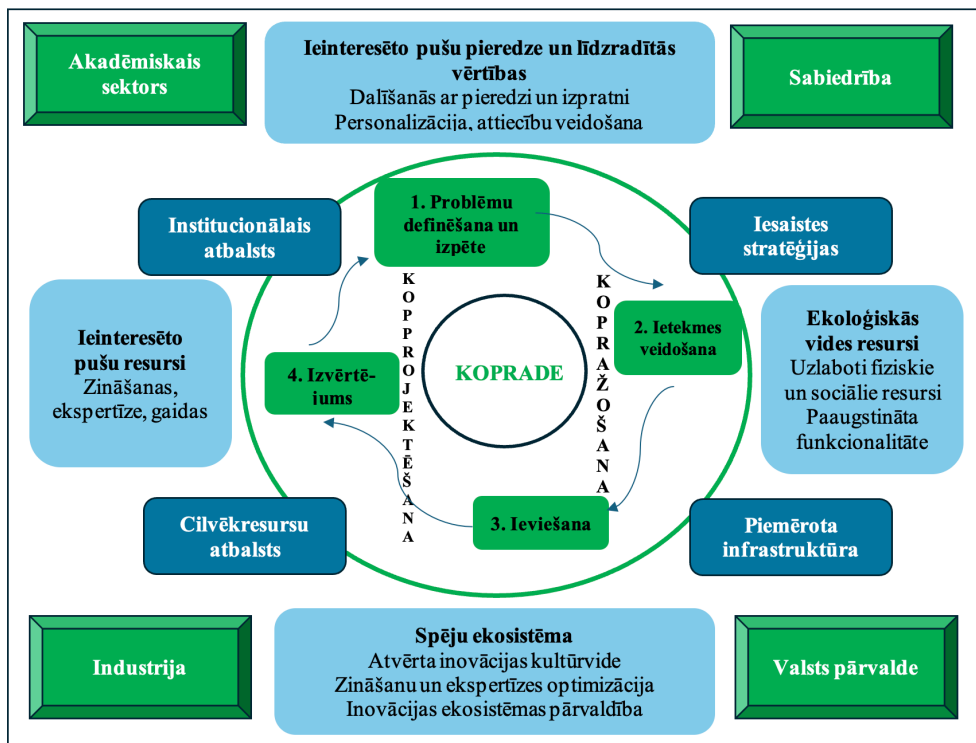 Akadēmiskais
sektors
Ieinteresēto pušu pieredze un līdzradītās
vērtības
Dalīšanās ar pieredzi un izpratni
Personalizācija, attiecību veidošana
Sabiedrība
Institucionālais
atbalsts
1. Problēmu
definēšana un
izpēte
Iesaistes
stratēģijas
Ieinteresēto
pušu resursi
Zināšanas,
ekspertīze, gaidas
4. Izvērtē-
iums
KOPPROJEKTĒŠANA
KOPRADE
KOPRAŽOŠANA
2. Ietekmes
veidošana
Ekoloģiskās
vides resursi
Uzlaboti fiziskie
un sociālie resursi
Paaugstināta
funkcionalitāte
Cilvēkresursu
atbalsts
3. Ieviešana
Piemērota
infrastruktūra
Industrija
Spēju ekosistēma
Atvērta inovācijas kultūrvide
Zināšanu un ekspertīzes optimizācija
Inovācijas ekosistēmas pārvaldība
Valsts pārvalde